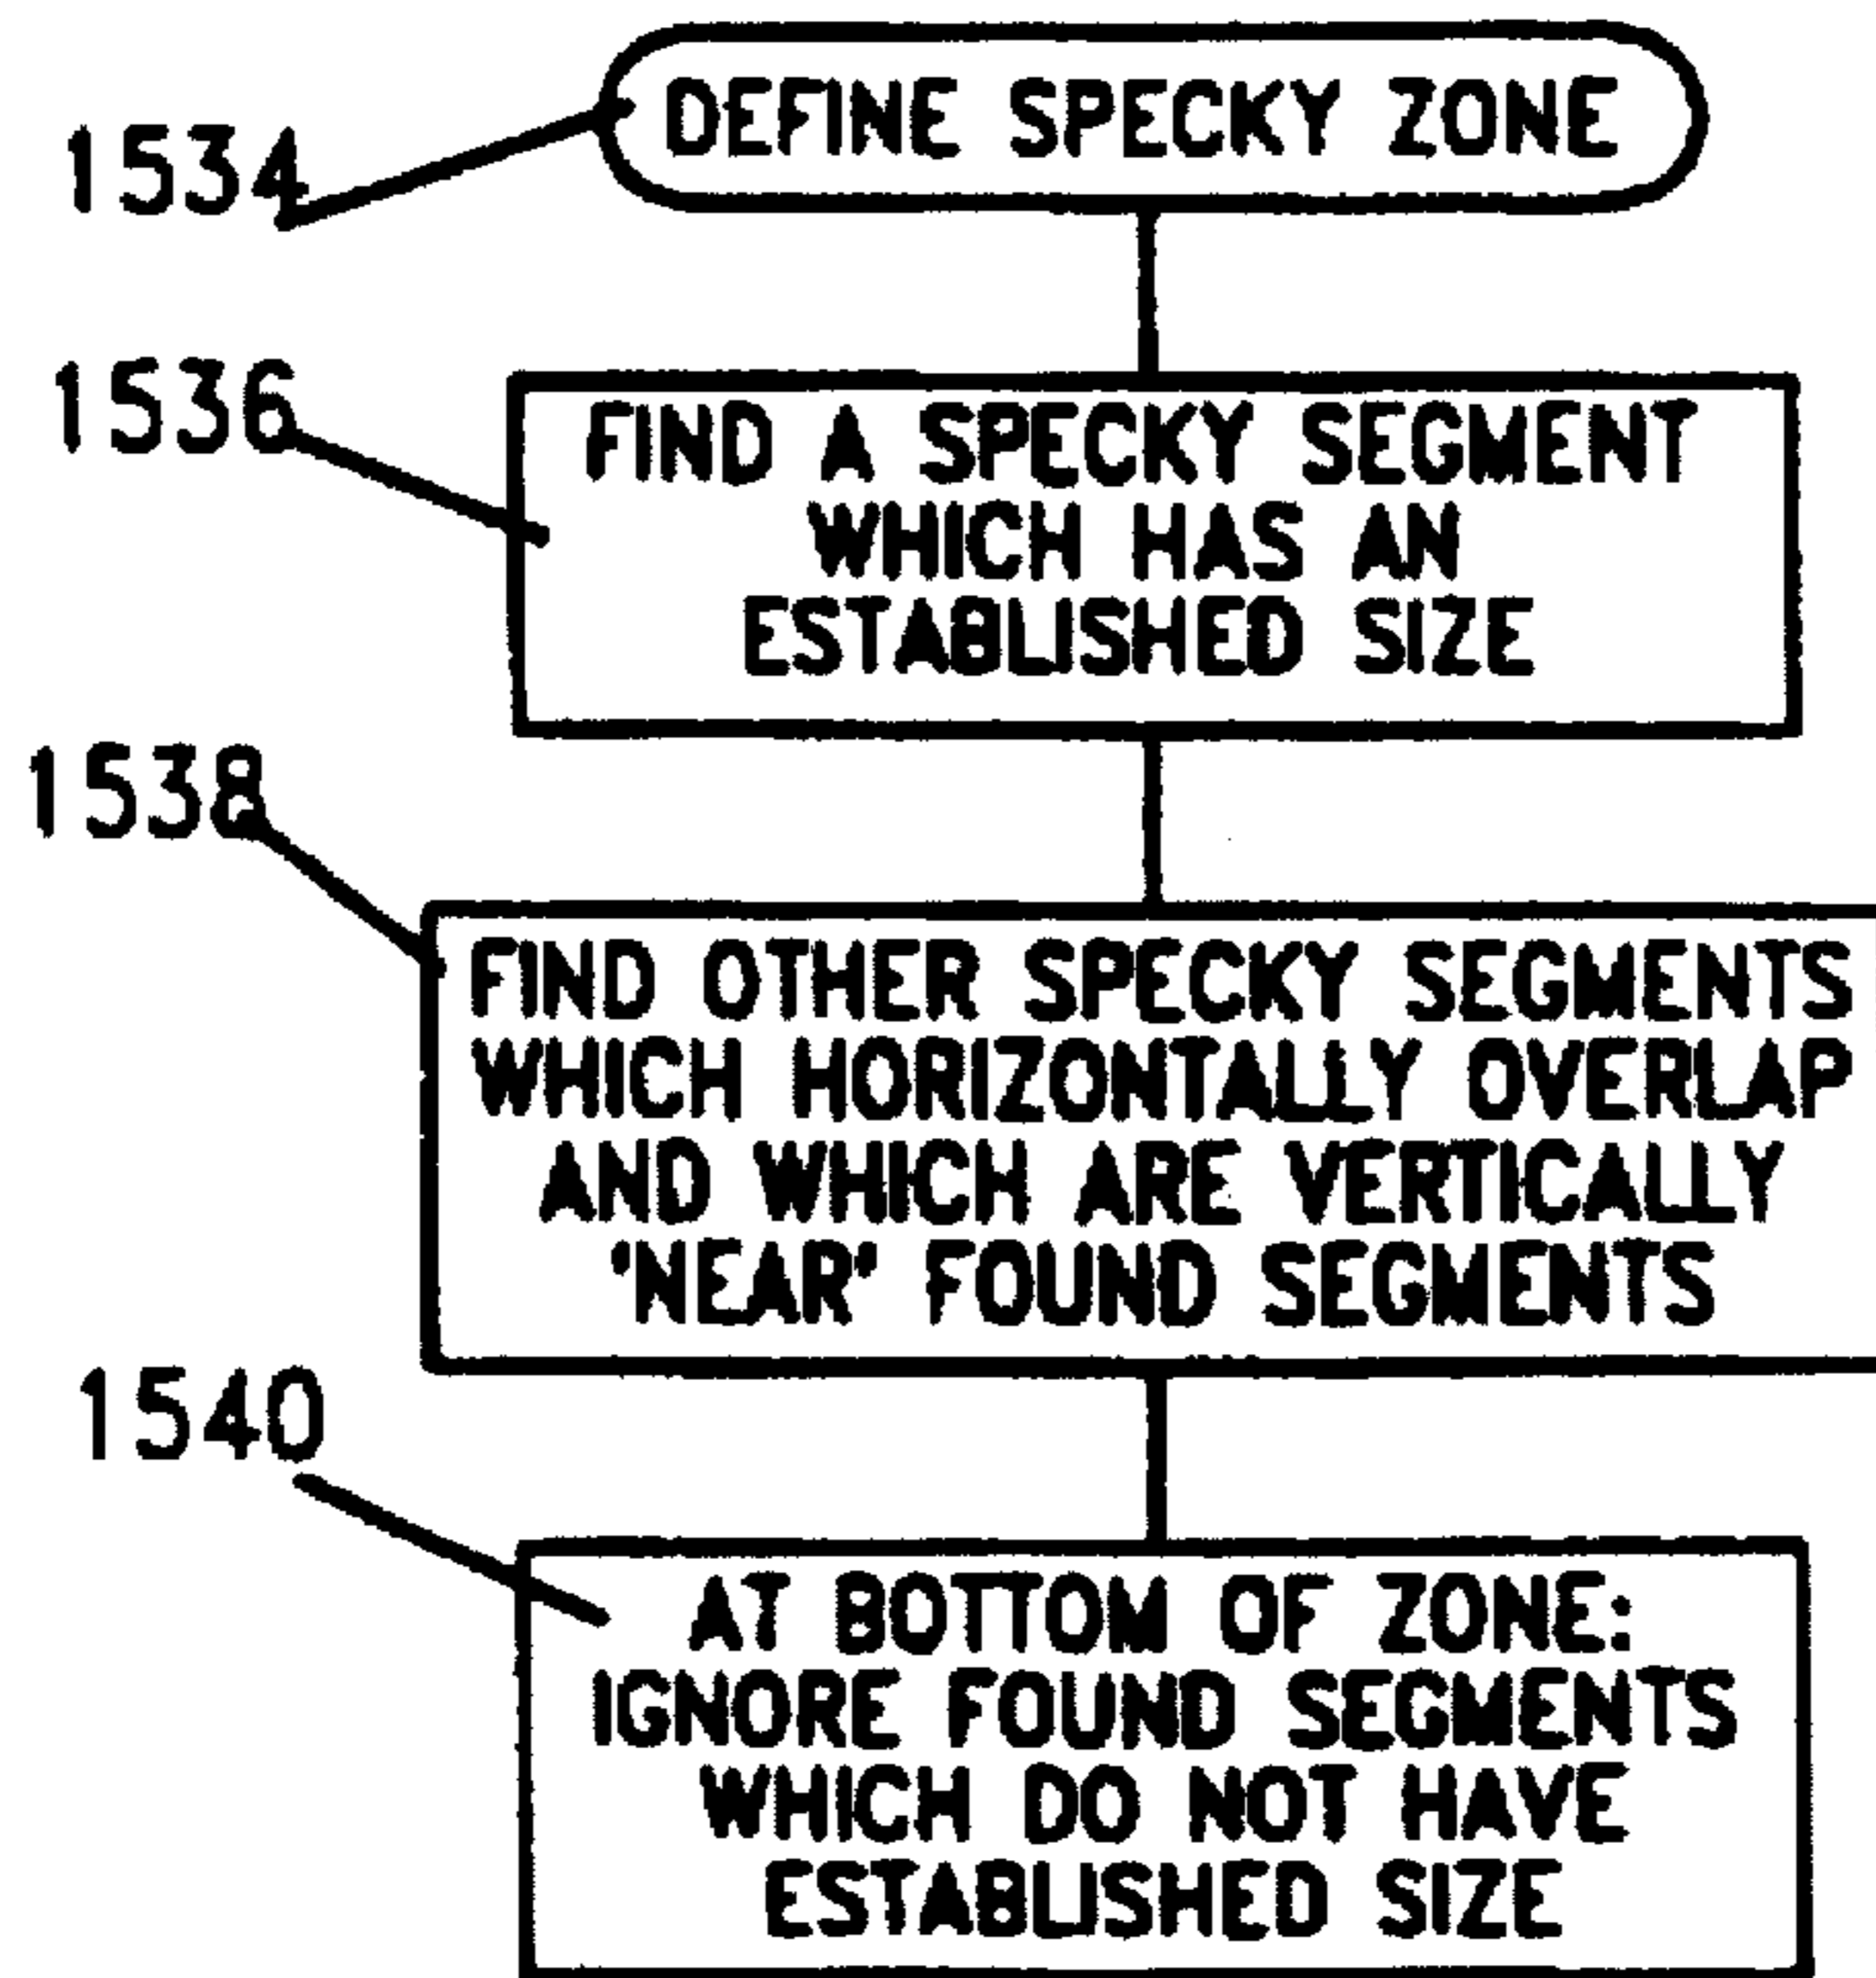 1534
DEFINE SPECKY ZONE
1536
FIND A SPECKY SEGMENT
WHICH HAS AN
ESTABLISHED SIZE
1538
FIND OTHER SPECKY SEGMENTS
WHICH HORIZONTALLY OVERLAP
AND WHICH ARE VERTICALLY
'NEAR' FOUND SEGMENTS
1540
AT BOTTOM OF ZONE:
IGNORE FOUND SEGMENTS
WHICH DO NOT HAVE
ESTABLISHED SIZE